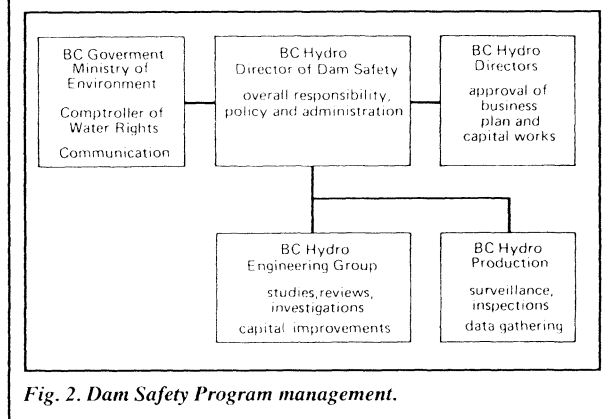 BC Goverment
Ministry of
Environment
Comptroller of
Water Rights
Communication
BC Hydro
Director of Dam Safety
overall responsibility,
policy and administration
BC Hydro
Directors
approval of
business
plan and
capital works
BC Hydro
Engineering Group
studies, reviews,
investigations
capital improvements
BC Hydro
Production
surveillance,
inspections
data gathering
Fig. 2. Dam Safety Program management.